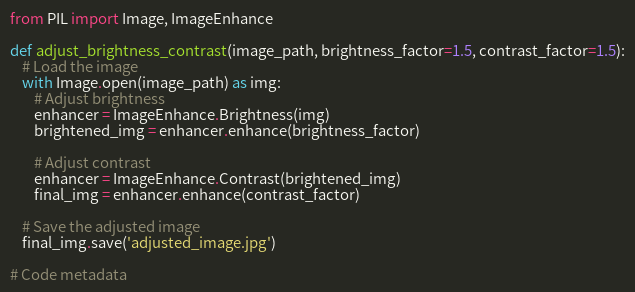 from PIL import Image, ImageEnhance
def adjust_brightness_contrast(image_path, brightness_factor=1.5, contrast_factor=1.5):
# Load the image
with Image.open(image_path) as img:
# Adjust brightness
enhancer = ImageEnhance.Brightness(img)
brightened_img = enhancer.enhance(brightness_factor)
# Adjust contrast
enhancer = ImageEnhance.Contrast(brightened_img)
final_img = enhancer.enhance(contrast_factor)
# Save the adjusted image
final_img.save('adjusted_image.jpg')
# Code metadata